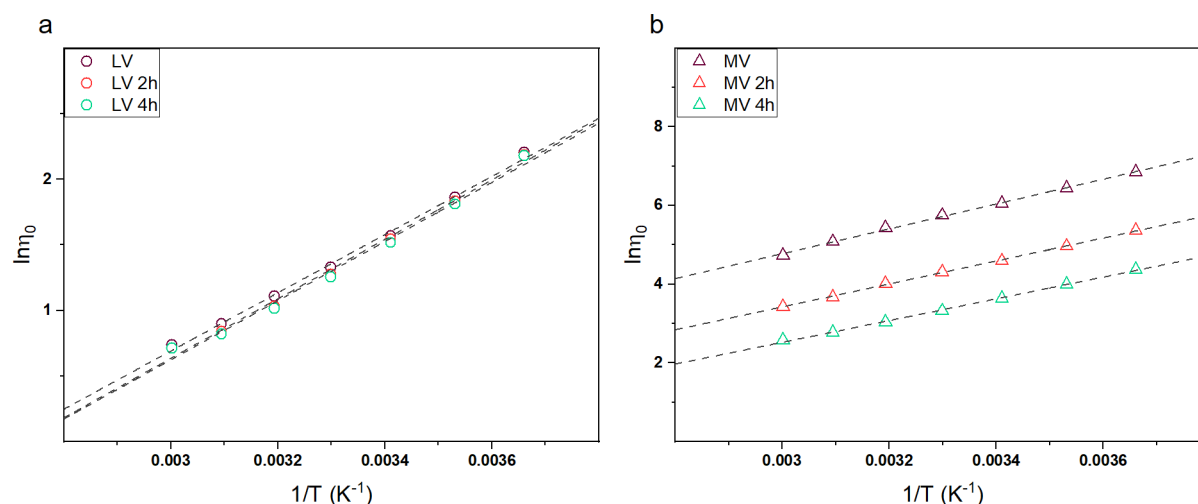 a
LV
LV 2h
LV 4h
2
1
lnη0
0.003
0.0032
0.0034
0.0036
1/T (K-1)
b
MV
MV 2h
MV 4h
8
6
4
2
lnη0
0.003
0.0032
0.0034
0.0036
1/T (K-1)